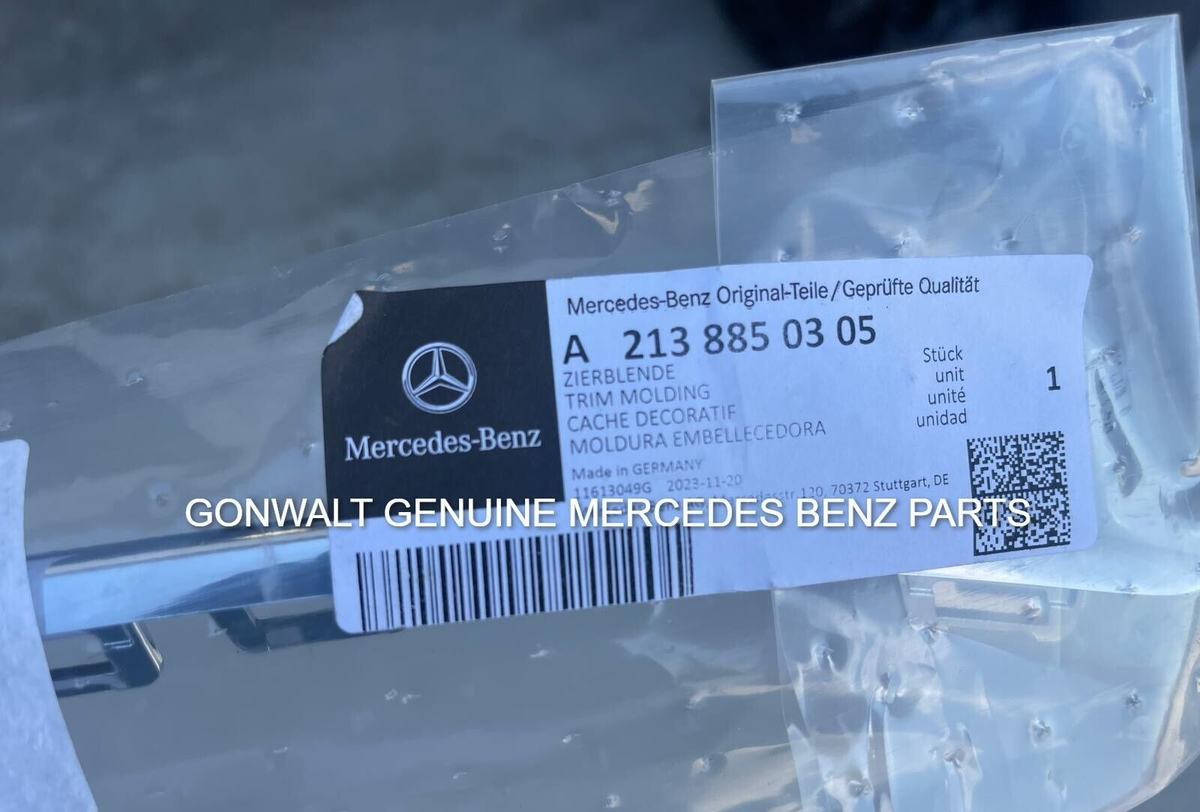 Mercedes-Benz
Mercedes-Benz Original-Teile/Geprüfte Qualität
A 213 885 03 05
ZIERBLENDE
TRIM MOLDING
CACHE DECORATIF
MOLDURA EMBELLECEDORA
Stück
unit
unité
unidad
1
Made in GERMANY
11613049G 2023-11-20
120, 70372 Stuttgart, DE
GONWALT GENUINE MERCEDES BENZ PARTS